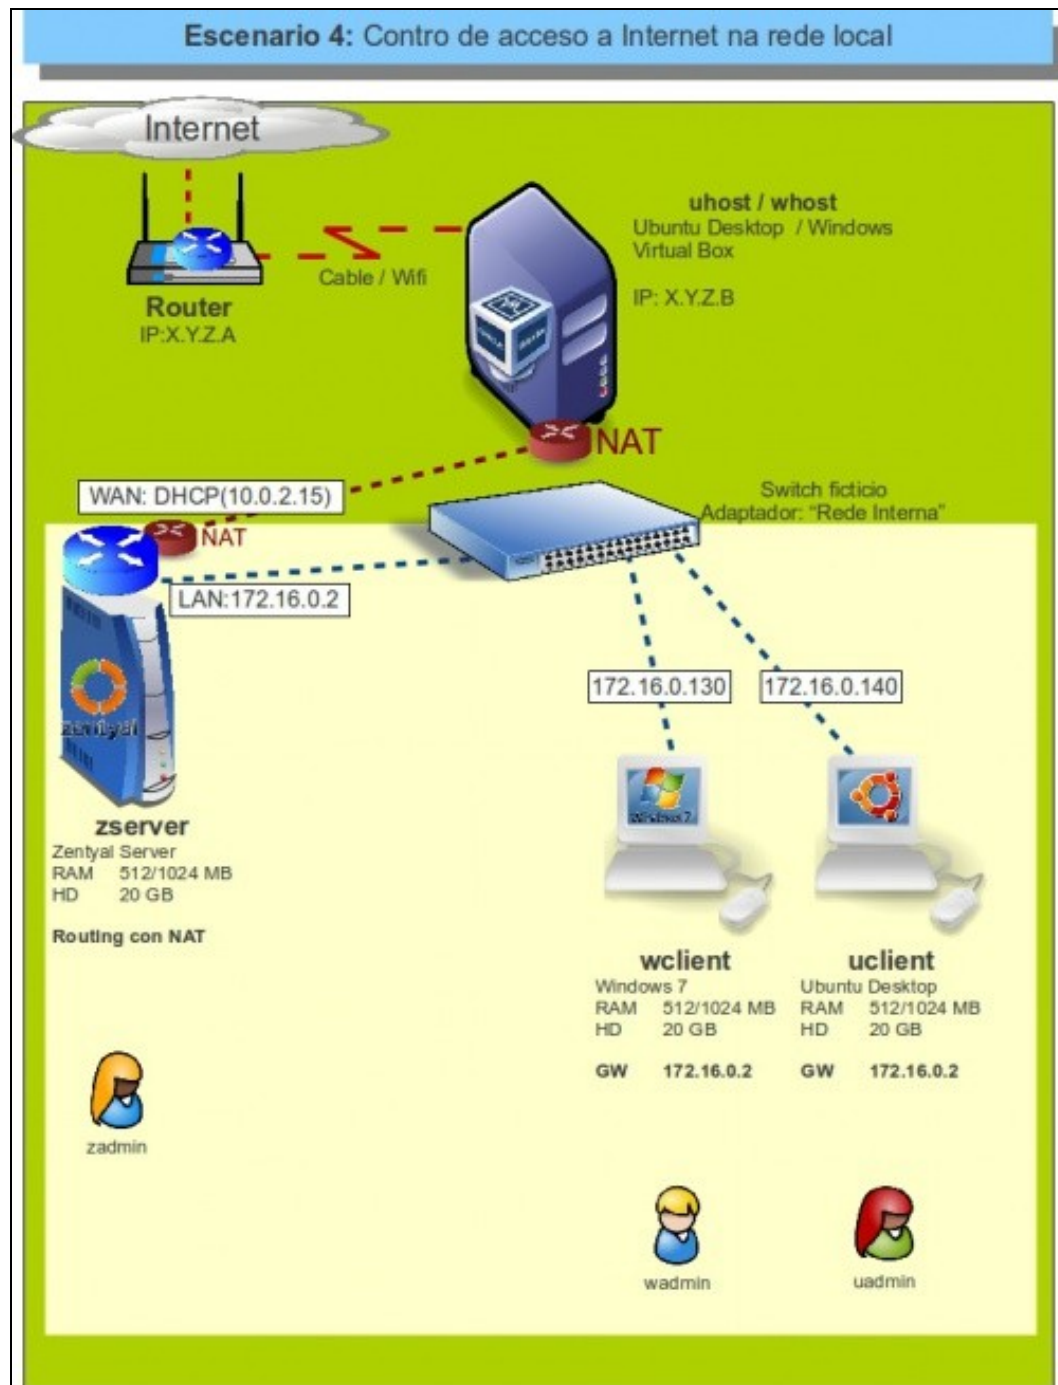 Escenario 4: Contro de acceso a Internet na rede local
Internet
uhost / whost
Ubuntu Desktop / Windows
Virtual Box
IP: X.Y.Z.B
Cable / Wifi
Router
IP:X.Y.Z.A
NAT
WAN: DHCP(10.0.2.15)
Switch ficticio
Adaptador: "Rede Interna"
NAT
LAN:172.16.0.2
172.16.0.130
172.16.0.140
zentyal
Windows 7
zserver
Zentyal Server
RAM 512/1024 MB
HD 20 GB
Routing con NAT
wclient
Windows 7
RAM 512/1024 MB
HD 20 GB
GW 172.16.0.2
uclient
Ubuntu Desktop
RAM 512/1024 MB
HD 20 GB
GW 172.16.0.2
zadmin
wadmin
uadmin